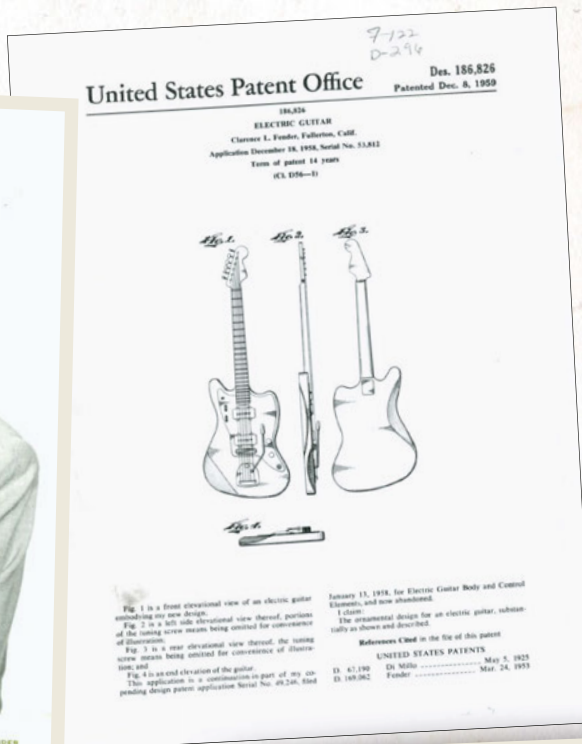 7-122
D-296
United States Patent Office
Des. 186,826
Patented Dec. 8, 1959
186,826
ELECTRIC GUITAR
Clarence L. Fender, Fullerton, Calif.
Application December 18, 1958, Serial No. 53,812
Term of patent 14 years
(Cl. D56—1)
Fig. 1. Fig. 2. Fig. 3.
Fig. 4.
Fig. 1 is a front elevational view of an electric guitar
embodying my new design.
Fig. 2 is a left side elevational view thereof, portions
of the tuning screw means being omitted for convenience
of illustration.
Fig. 3 is a rear elevational view thereof, the tuning
screw means being omitted for convenience of illustra-
tion; and
Fig. 4 is an end elevation of the guitar.
This application is a continuation-in-part of my co-
pending design patent application Serial No. 49,246, filed
January 13, 1958, for Electric Guitar Body and Control
Elements, and now abandoned.
I claim:
The ornamental design for an electric guitar, substan-
tially as shown and described.
References Cited in the file of this patent
UNITED STATES PATENTS
D. 67,190 Di Millo -------------- May 5, 1925
D. 169,062 Fender -------------- Mar. 24, 1953